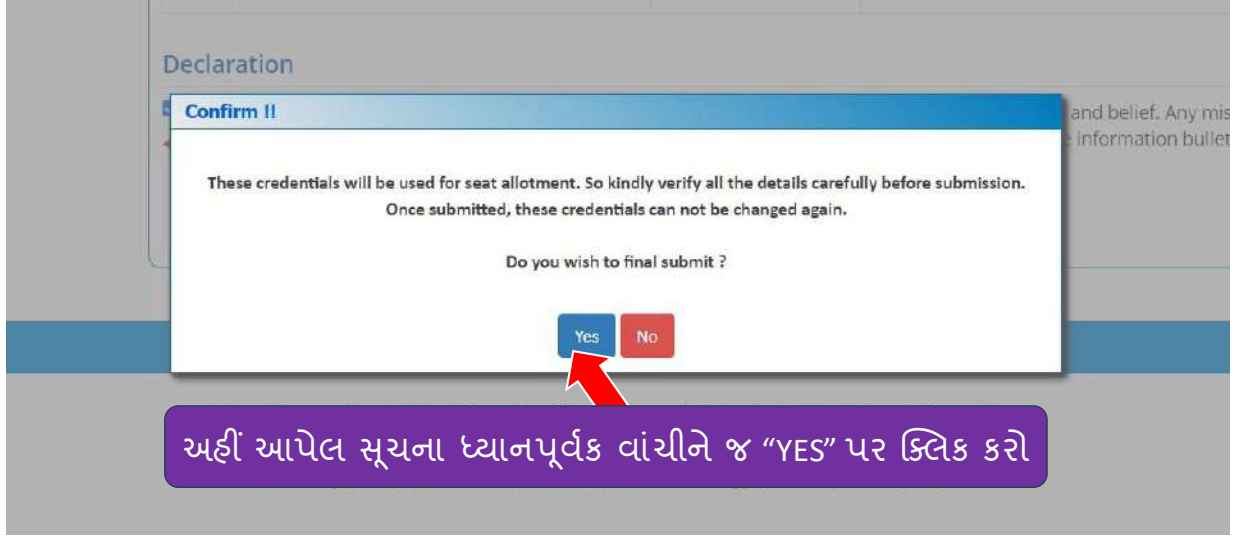 Declaration
Confirm !!
and belief. Any mis
information bullet
These credentials will be used for seat allotment. So kindly verify all the details carefully before submission.
Once submitted, these credentials can not be changed again.
Do you wish to final submit ?
Yes No
અહીં આપેલ સૂચના ધ્યાનપૂર્વક વાંચીને જ “YES” પર ક્લિક કરો